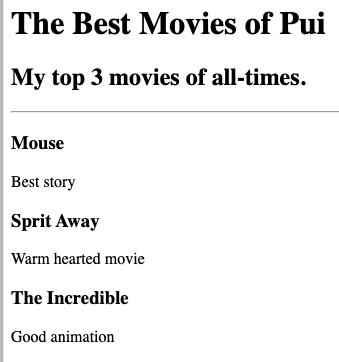 The Best Movies of Pui
My top 3 movies of all-times.
Mouse
Best story
Sprit Away
Warm hearted movie
The Incredible
Good animation